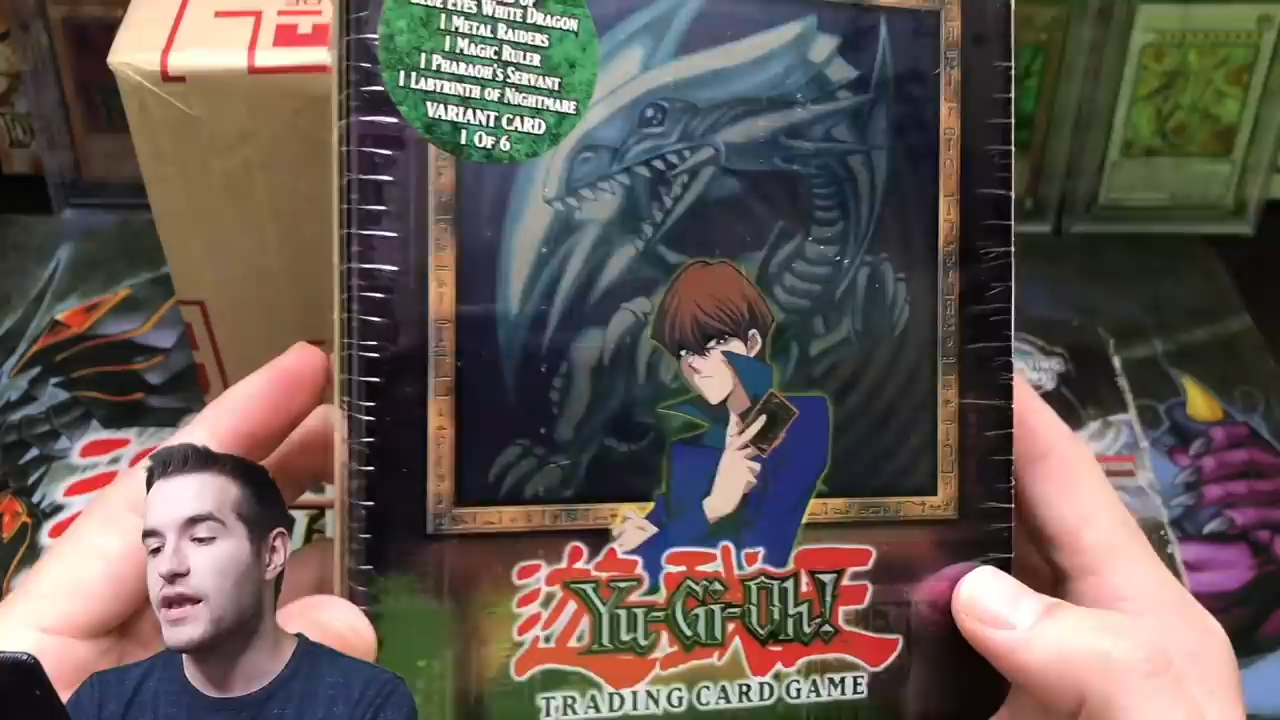 BLUE EYES WHITE DRAGON
1 METAL RAIDERS
1 MAGIC RULER
1 PHARAOH'S SERVANT
1 LABYRINTH OF NIGHTMARE
VARIANT CARD
1 OF 6
遊戯王
Yu-Gi-Oh!
TRADING CARD GAME